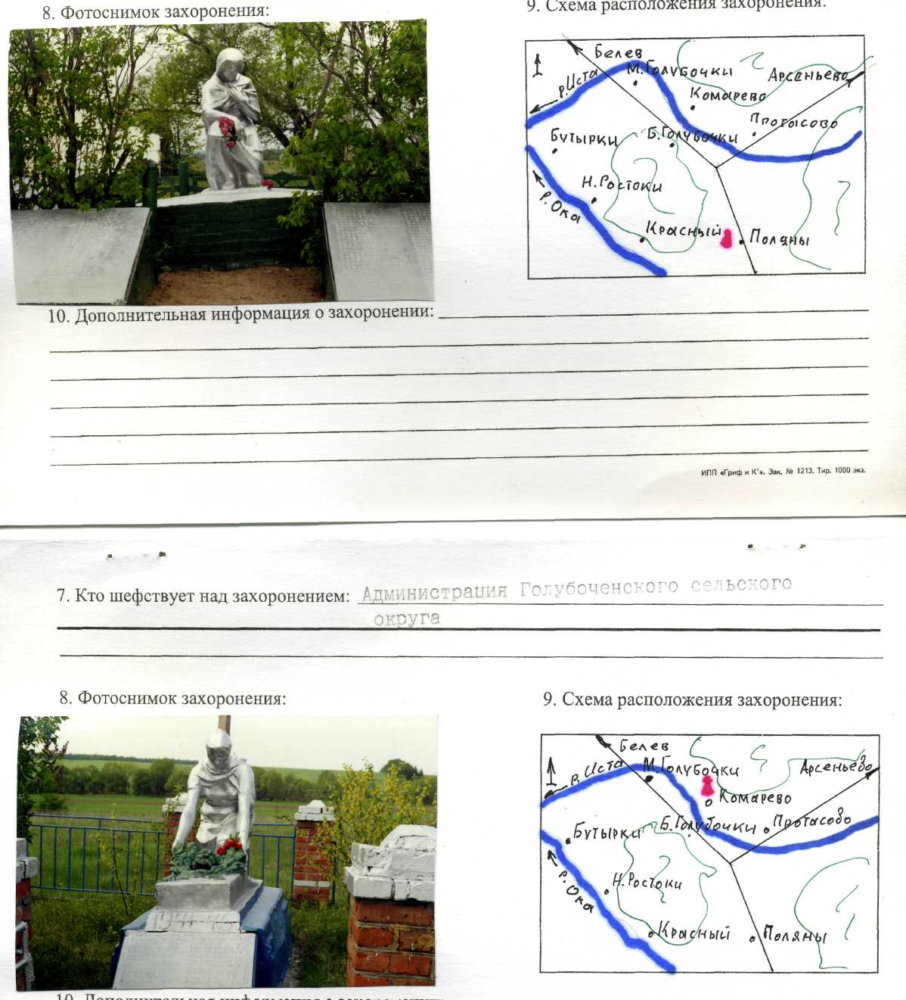 8. Фотоснимок захоронения:
9. Схема расположения захоронения:
Белев
р. Иста
М. Голубочки
Арсеньево
Комарево
Протасово
Бутырки
Б. Голубочки
Н. Ростоки
р. Ока
Красный
Поляны
10. Дополнительная информация о захоронении:
ИПП «Гриф и К°». Зак. № 1213. Тир. 1000 экз.
7. Кто шефствует над захоронением: Администрация Голубоченского сельского
округа
8. Фотоснимок захоронения:
9. Схема расположения захоронения:
Белев
р. Иста
М. Голубочки
Арсеньево
Комарево
Б. Голубочки
Протасово
Бутырки
Н. Ростоки
р. Ока
Красный
Поляны
10. Дополнительная информация о захоронении: